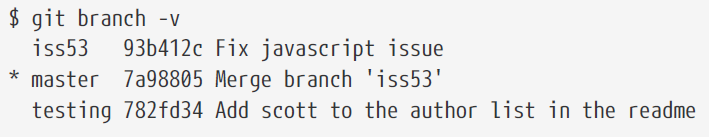 $ git branch -v
  iss53   93b412c Fix javascript issue
* master  7a98805 Merge branch 'iss53'
  testing 782fd34 Add scott to the author list in the readme